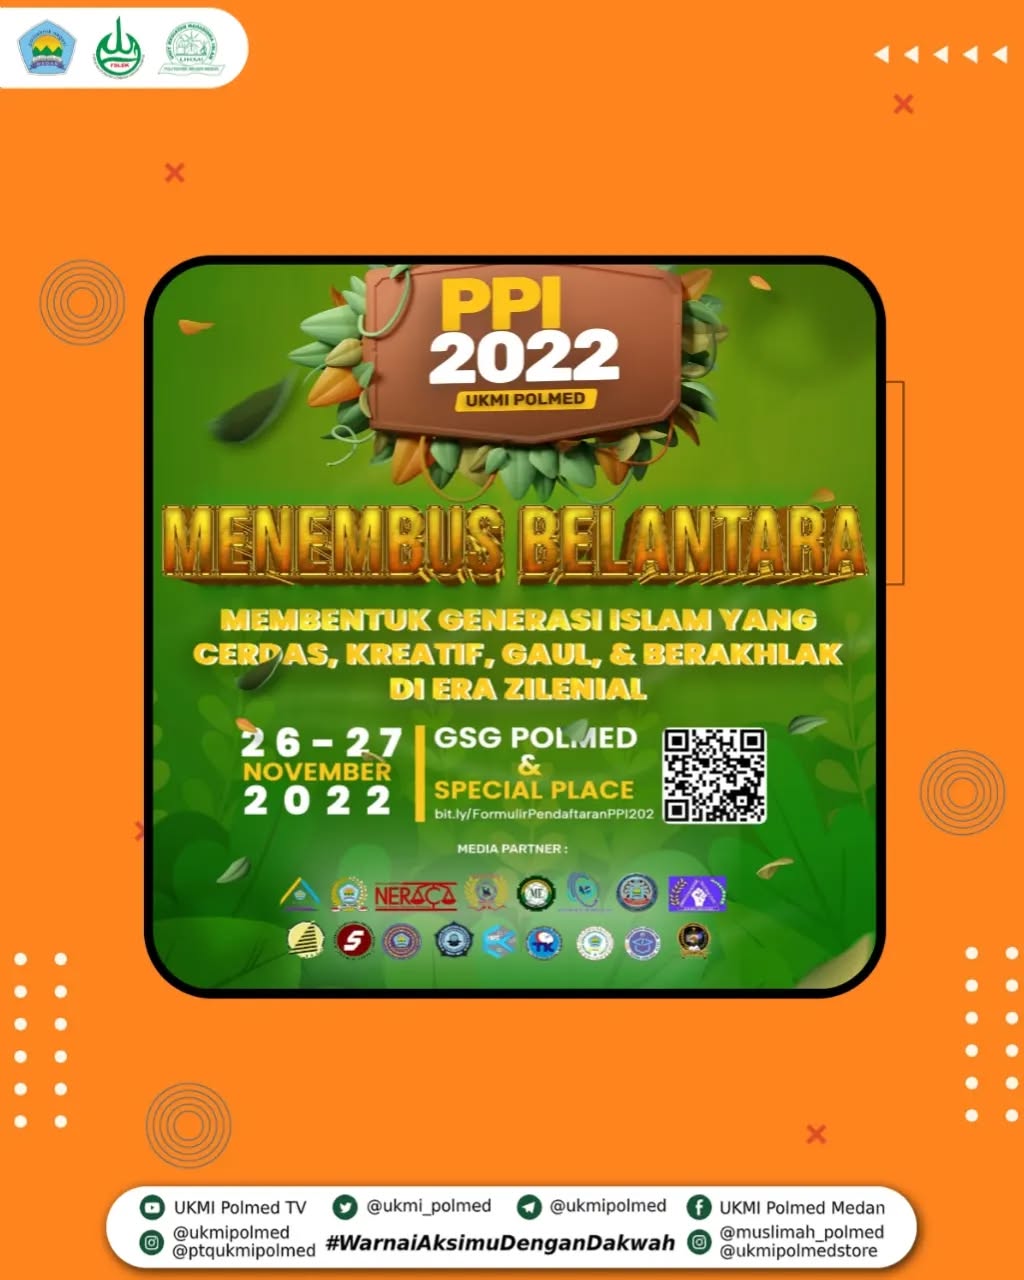 PPI
2022
UKMI POLMED
MENEMBUS BELANTARA
MEMBENTUK GENERASI ISLAM YANG
CERDAS, KREATIF, GAUL, & BERAKHLAK
DI ERA ZILENIAL
26-27
NOVEMBER
2022
GSG POLMED
&
SPECIAL PLACE
bit.ly/FormulirPendaftaranPPI202
MEDIA PARTNER :
NERACA
UKMI Polmed TV
@ukmi_polmed
@ukmipolmed
UKMI Polmed Medan
@ukmipolmed
@ptqukmipolmed
#WarnaiAksimuDenganDakwah
@muslimah_polmed
@ukmipolmedstore